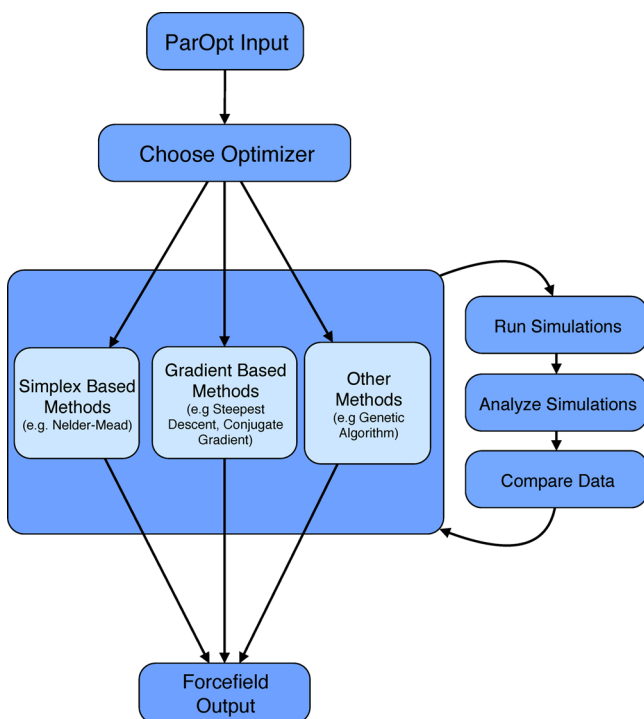 ParOpt Input
Choose Optimizer
Simplex Based
Methods
(e.g. Nelder-Mead)
Gradient Based
Methods
(e.g Steepest
Descent, Conjugate
Gradient)
Other
Methods
(e.g Genetic
Algorithm)
Run Simulations
Analyze Simulations
Compare Data
Forcefield
Output